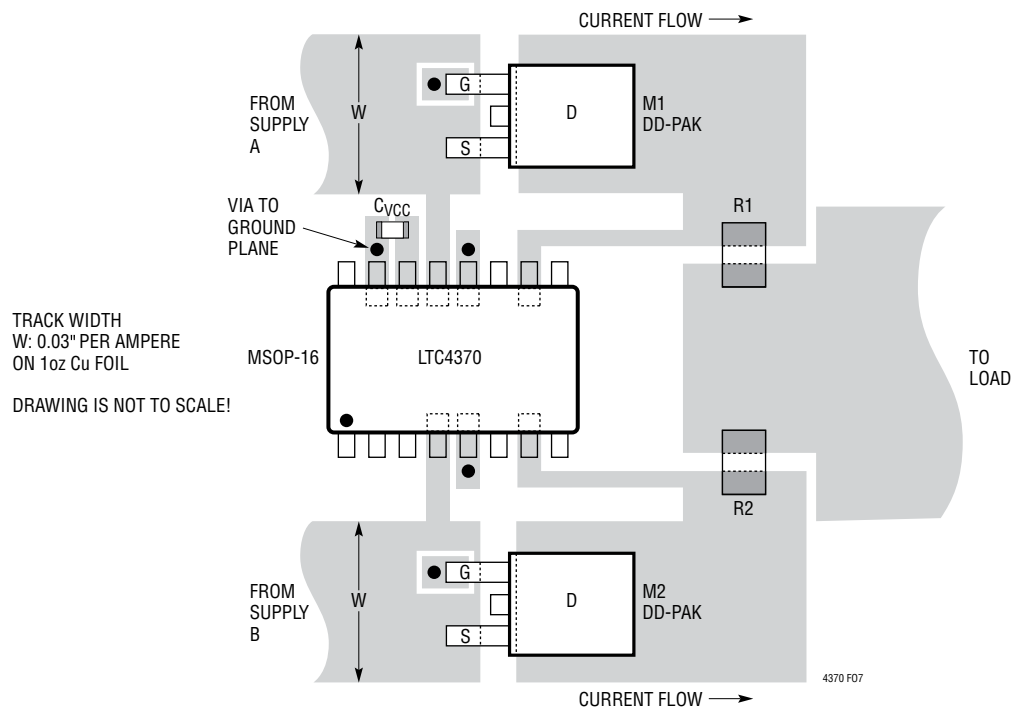 CURRENT FLOW
FROM
SUPPLY
A
W
G
S
D
M1
DD-PAK
VIA TO
GROUND
PLANE
CVCC
R1
TRACK WIDTH
W: 0.03" PER AMPERE
ON 1oz Cu FOIL
DRAWING IS NOT TO SCALE!
MSOP-16
LTC4370
TO
LOAD
R2
FROM
SUPPLY
B
W
G
S
D
M2
DD-PAK
4370 F07
CURRENT FLOW